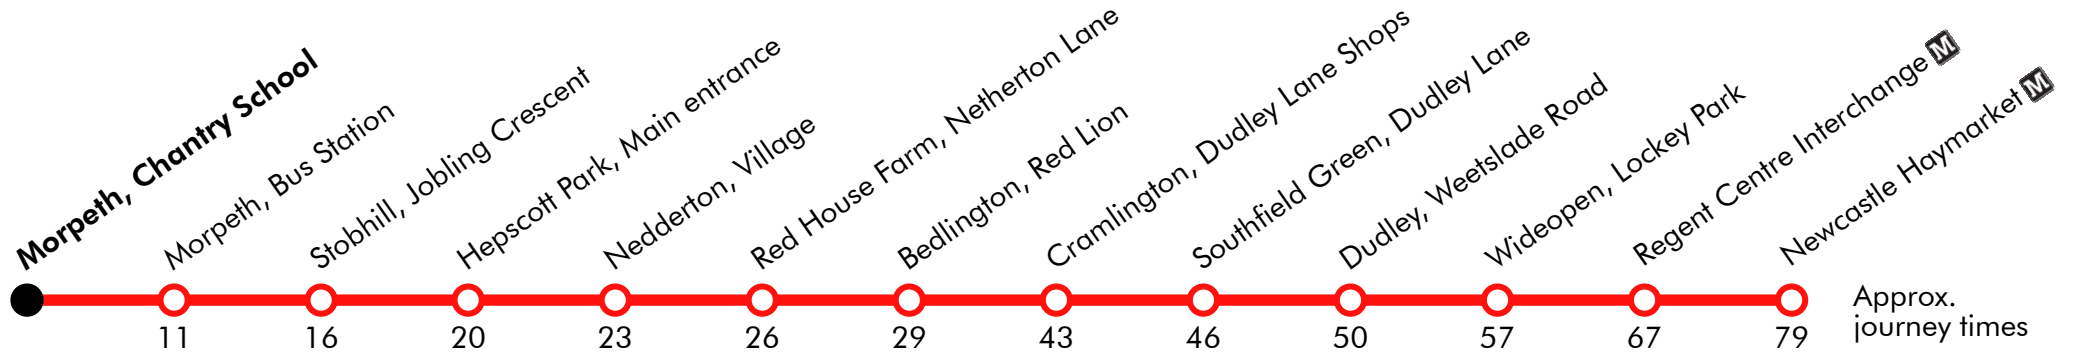 Morpeth, Chantry School
Morpeth, Bus Station
Stobhill, Jobling Crescent
Hepscott Park, Main entrance
Nedderton, Village
Red House Farm, Netherton Lane
Bedlington, Red Lion
Cramlington, Dudley Lane Shops
Southfield Green, Dudley Lane
Dudley, Weetslade Road
Wideopen, Lockey Park
Regent Centre Interchange M
Newcastle Haymarket M
11 16 20 23 26 29 43 46 50 57 67 79
Approx.
journey times